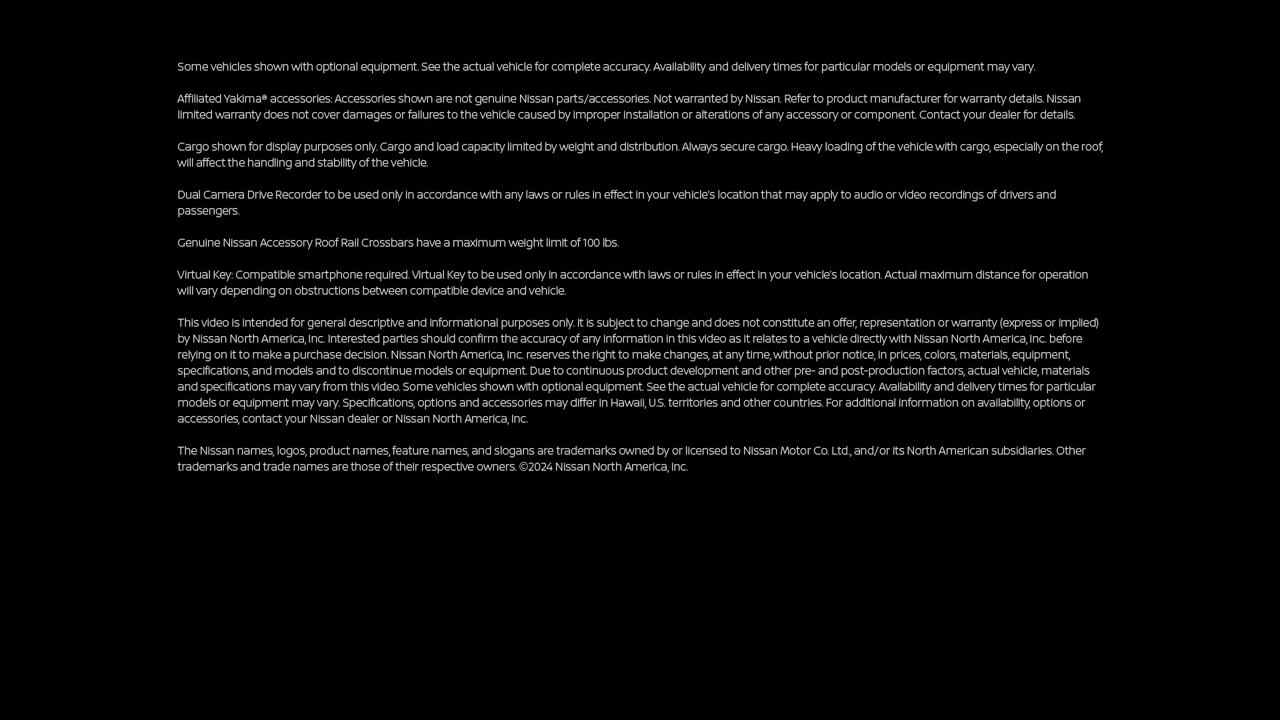 Some vehicles shown with optional equipment. See the actual vehicle for complete accuracy. Availability and delivery times for particular models or equipment may vary.
Affiliated Yakima® accessories: Accessories shown are not genuine Nissan parts/accessories. Not warranted by Nissan. Refer to product manufacturer for warranty details. Nissan
limited warranty does not cover damages or failures to the vehicle caused by improper installation or alterations of any accessory or component. Contact your dealer for details.
Cargo shown for display purposes only. Cargo and load capacity limited by weight and distribution. Always secure cargo. Heavy loading of the vehicle with cargo, especially on the roof,
will affect the handling and stability of the vehicle.
Dual Camera Drive Recorder to be used only in accordance with any laws or rules in effect in your vehicle's location that may apply to audio or video recordings of drivers and
passengers.
Genuine Nissan Accessory Roof Rail Crossbars have a maximum weight limit of 100 lbs.
Virtual Key: Compatible smartphone required. Virtual Key to be used only in accordance with laws or rules in effect in your vehicle's location. Actual maximum distance for operation
will vary depending on obstructions between compatible device and vehicle.
This video is intended for general descriptive and informational purposes only. It is subject to change and does not constitute an offer, representation or warranty (express or implied)
by Nissan North America, Inc. Interested parties should confirm the accuracy of any information in this video as it relates to a vehicle directly with Nissan North America, Inc. before
relying on it to make a purchase decision. Nissan North America, Inc. reserves the right to make changes, at any time, without prior notice, in prices, colors, materials, equipment,
specifications, and models and to discontinue models or equipment. Due to continuous product development and other pre- and post-production factors, actual vehicle, materials
and specifications may vary from this video. Some vehicles shown with optional equipment. See the actual vehicle for complete accuracy. Availability and delivery times for particular
models or equipment may vary. Specifications, options and accessories may differ in Hawaii, U.S. territories and other countries. For additional information on availability, options or
accessories, contact your Nissan dealer or Nissan North America, Inc.
The Nissan names, logos, product names, feature names, and slogans are trademarks owned by or licensed to Nissan Motor Co. Ltd., and/or its North American subsidiaries. Other
trademarks and trade names are those of their respective owners. ©2024 Nissan North America, Inc.